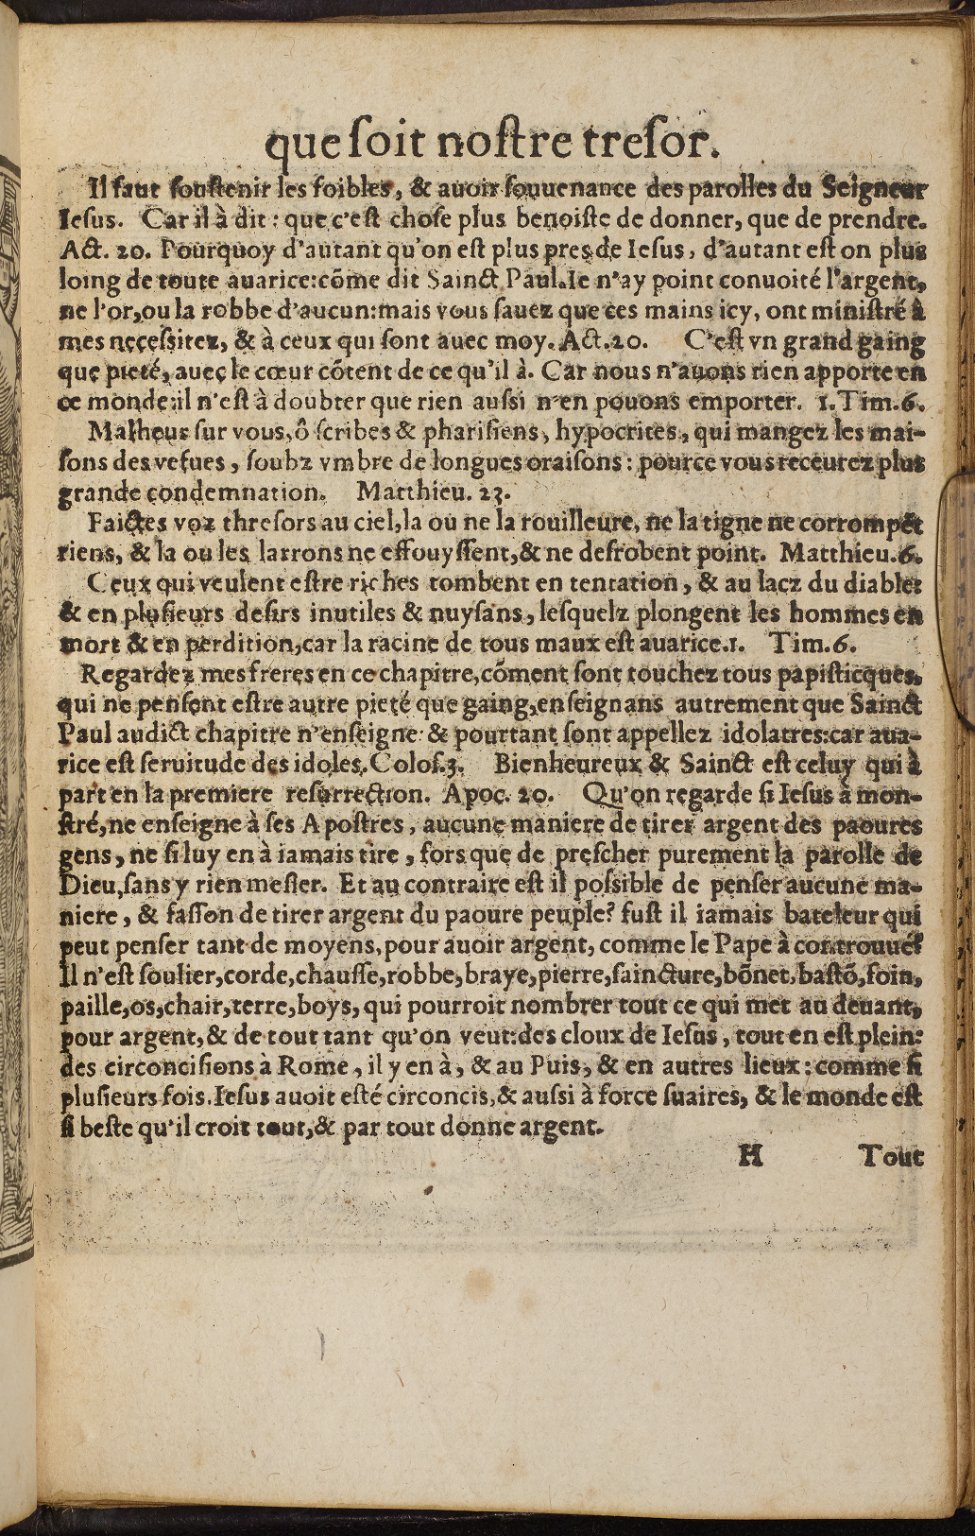 que ſoit noſtre treſor.
Il faut ſouſtenir les foibles, & auoir ſouuenance des parolles du Seigneur
Ieſus. Car il à dit : que c'eſt choſe plus benoiſte de donner, que de prendre.
Act. 20. Pourquoy d'autant qu'on eſt plus pres de Ieſus, d'autant eſt on plus
loing de toute auarice:cõme dit Sainct Paul.Ie n'ay point conuoité l'argent,
ne l'or,ou la robbe d'aucun:mais vous ſauez que ces mains icy, ont miniſtré à
mes neceſsitez, & à ceux qui ſont auec moy. Act.20. C'eſt vn grand gaing
que pieté, auec le cœur cõtent de ce qu'il à. Car nous n'auons rien apporte en
ce monde:il n'eſt à doubter que rien auſsi n'en pouons emporter. 1.Tim.6.
Malheur ſur vous,ô ſcribes & phariſiens, hypocrites, qui mangez les mai-
ſons des vefues, ſoubz vmbre de longues oraiſons : pource vous receurez plus
grande condemnation. Matthieu. 23.
Faictes voz threſors au ciel,la ou ne la rouilleure, ne la tigne ne corrompẽt
riens, & la ou les larrons ne effouyſſent,& ne deſrobent point. Matthieu.6.
Ceux qui veulent eſtre riches tombent en tentation, & au lacz du diable:
& en pluſieurs deſirs inutiles & nuyſans, leſquelz plongent les hommes en
mort & en perdition,car la racine de tous maux eſt auarice.1. Tim.6.
Regardez mes freres en ce chapitre,cõment ſont touchez tous papiſticques,
qui ne penſent eſtre autre pieté que gaing,enſeignans autrement que Sainct
Paul audict chapitre n'enſeigne & pourtant ſont appellez idolatres:car aua-
rice eſt ſeruitude des idoles. Coloſ.3. Bienheureux & Sainct eſt celuy qui à
part en la premiere reſurrection. Apoc. 20. Qu'on regarde ſi Ieſus à mon-
ſtré,ne enſeigne à ſes Apoſtres, aucune maniere de tirer argent des paoures
gens, ne ſi luy en à iamais tire, fors que de preſcher purement la parolle de
Dieu,ſans y rien meſler. Et au contraire eſt il poſsible de penſer aucune ma-
niere, & faſſon de tirer argent du paoure peuple? fuſt il iamais bateleur qui
peut penſer tant de moyens,pour auoir argent, comme le Pape à controuué?
Il n'eſt ſoulier,corde,chauſſe,robbe,braye,pierre,ſaincture,bõnet,baſtõ,foin,
paille,os,chair,terre,boys, qui pourroit nombrer tout ce qui met au deuant,
pour argent,& de tout tant qu'on veut:des cloux de Ieſus, tout en eſt plein:
des circonciſions à Rome, il y en à, & au Puis, & en autres lieux : comme ſi
pluſieurs fois Ieſus auoit eſté circoncis,& auſsi à force ſuaires, & le monde eſt
ſi beſte qu'il croit tout,& par tout donne argent.
H Tout